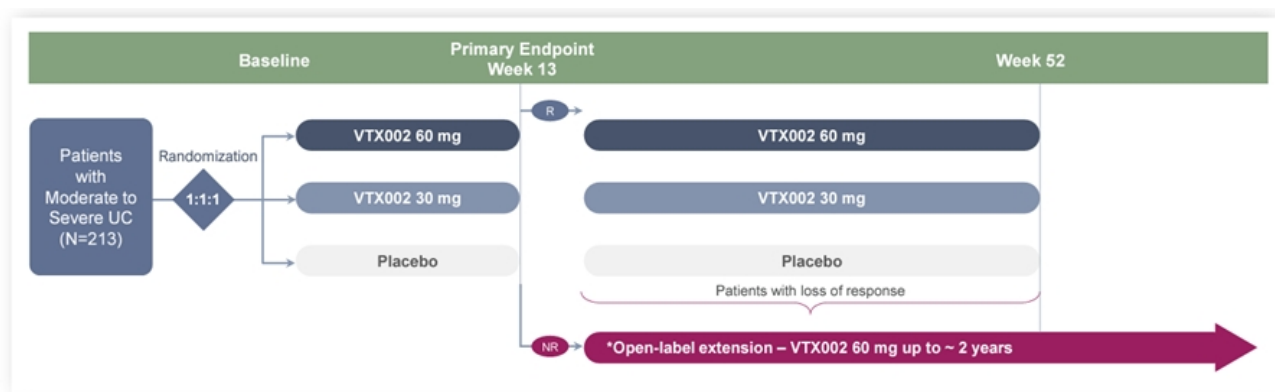 Baseline
Primary Endpoint
Week 13
Week 52
Patients
with
Moderate to
Severe UC
(N=213)
Randomization
1:1:1
VTX002 60 mg
VTX002 30 mg
Placebo
R
VTX002 60 mg
VTX002 30 mg
Placebo
Patients with loss of response
NR
*Open-label extension – VTX002 60 mg up to ~ 2 years